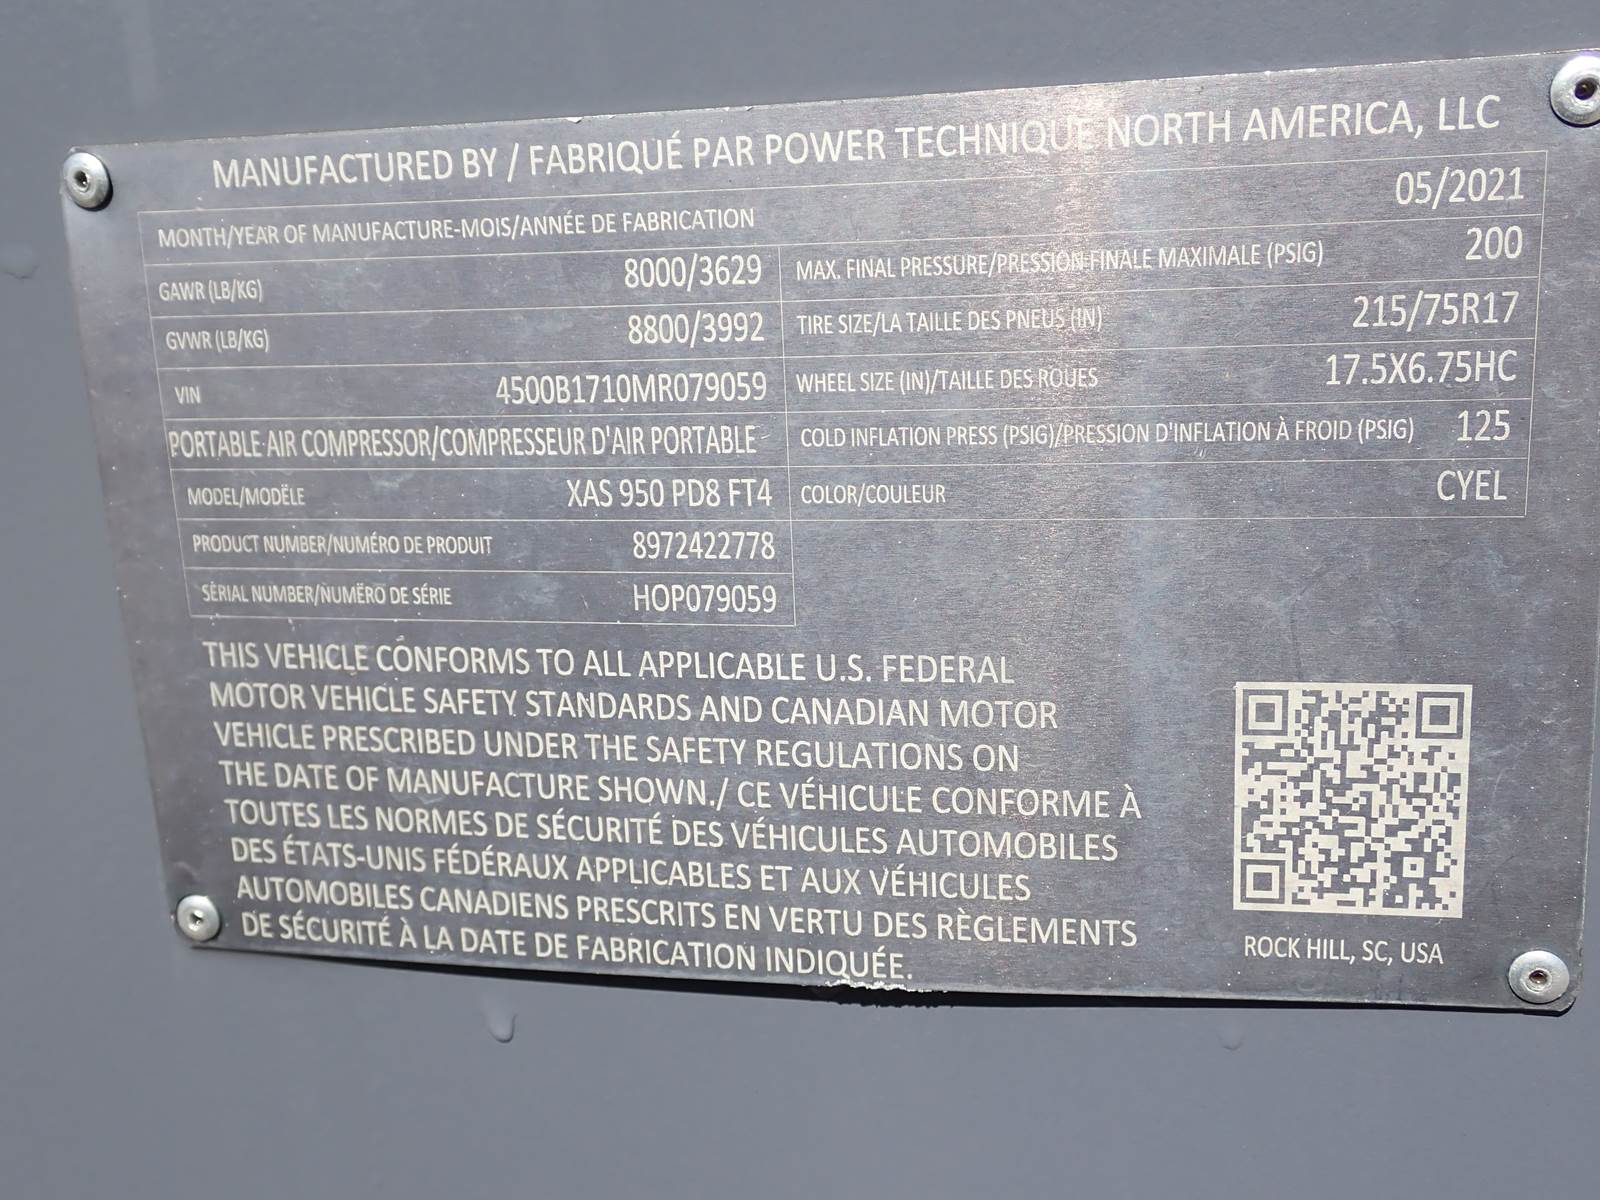 MANUFACTURED BY / FABRIQUÉ PAR POWER TECHNIQUE NORTH AMERICA, LLC
MONTH/YEAR OF MANUFACTURE-MOIS/ANNÉE DE FABRICATION 05/2021
GAWR (LB/KG) 8000/3629 MAX. FINAL PRESSURE/PRESSION FINALE MAXIMALE (PSIG) 200
GVWR (LB/KG) 8800/3992 TIRE SIZE/LA TAILLE DES PNEUS (IN) 215/75R17
VIN 4500B1710MR079059 WHEEL SIZE (IN)/TAILLE DES ROUES 17.5X6.75HC
PORTABLE AIR COMPRESSOR/COMPRESSEUR D'AIR PORTABLE COLD INFLATION PRESS (PSIG)/PRESSION D'INFLATION À FROID (PSIG) 125
MODEL/MODËLE XAS 950 PD8 FT4 COLOR/COULEUR CYEL
PRODUCT NUMBER/NUMÉRO DE PRODUIT 8972422778
SERIAL NUMBER/NUMËRO DE SÉRIE HOP079059
THIS VEHICLE CONFORMS TO ALL APPLICABLE U.S. FEDERAL
MOTOR VEHICLE SAFETY STANDARDS AND CANADIAN MOTOR
VEHICLE PRESCRIBED UNDER THE SAFETY REGULATIONS ON
THE DATE OF MANUFACTURE SHOWN./ CE VÉHICULE CONFORME À
TOUTES LES NORMES DE SÉCURITÉ DES VÉHICULES AUTOMOBILES
DES ÉTATS-UNIS FÉDÉRAUX APPLICABLES ET AUX VÉHICULES
AUTOMOBILES CANADIENS PRESCRITS EN VERTU DES RÈGLEMENTS
DE SÉCURITÉ À LA DATE DE FABRICATION INDIQUÉE.
ROCK HILL, SC, USA